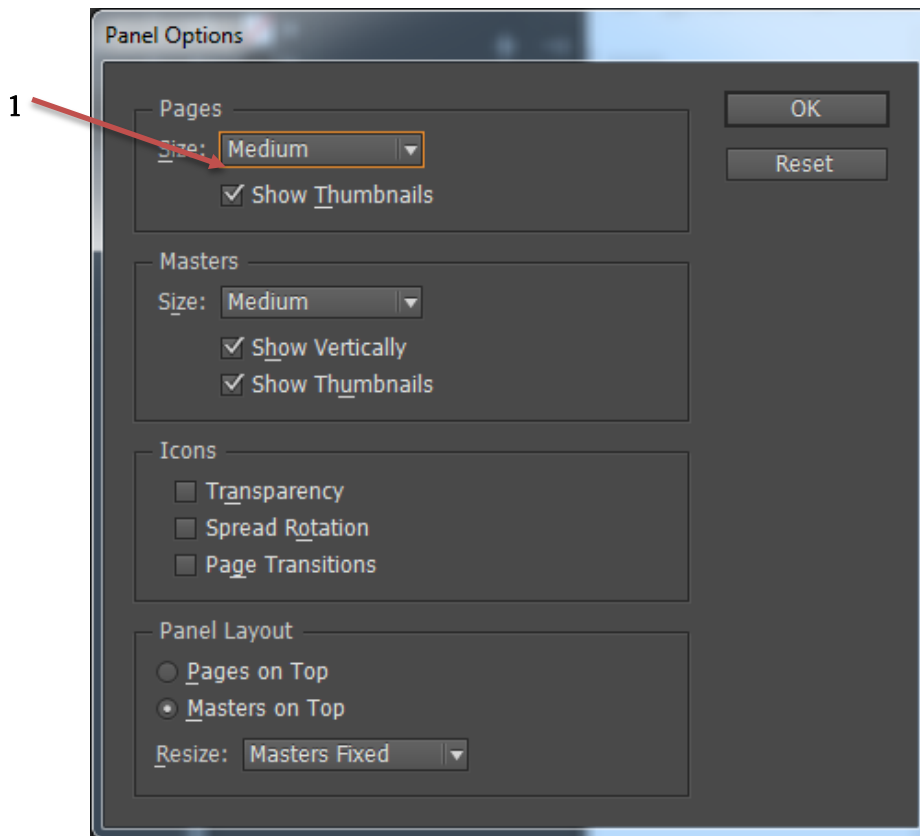 Panel Options
1
Pages
OK
Size: Medium
Reset
Show Thumbnails
Masters
Size: Medium
Show Vertically
Show Thumbnails
Icons
Transparency
Spread Rotation
Page Transitions
Panel Layout
Pages on Top
Masters on Top
Resize: Masters Fixed